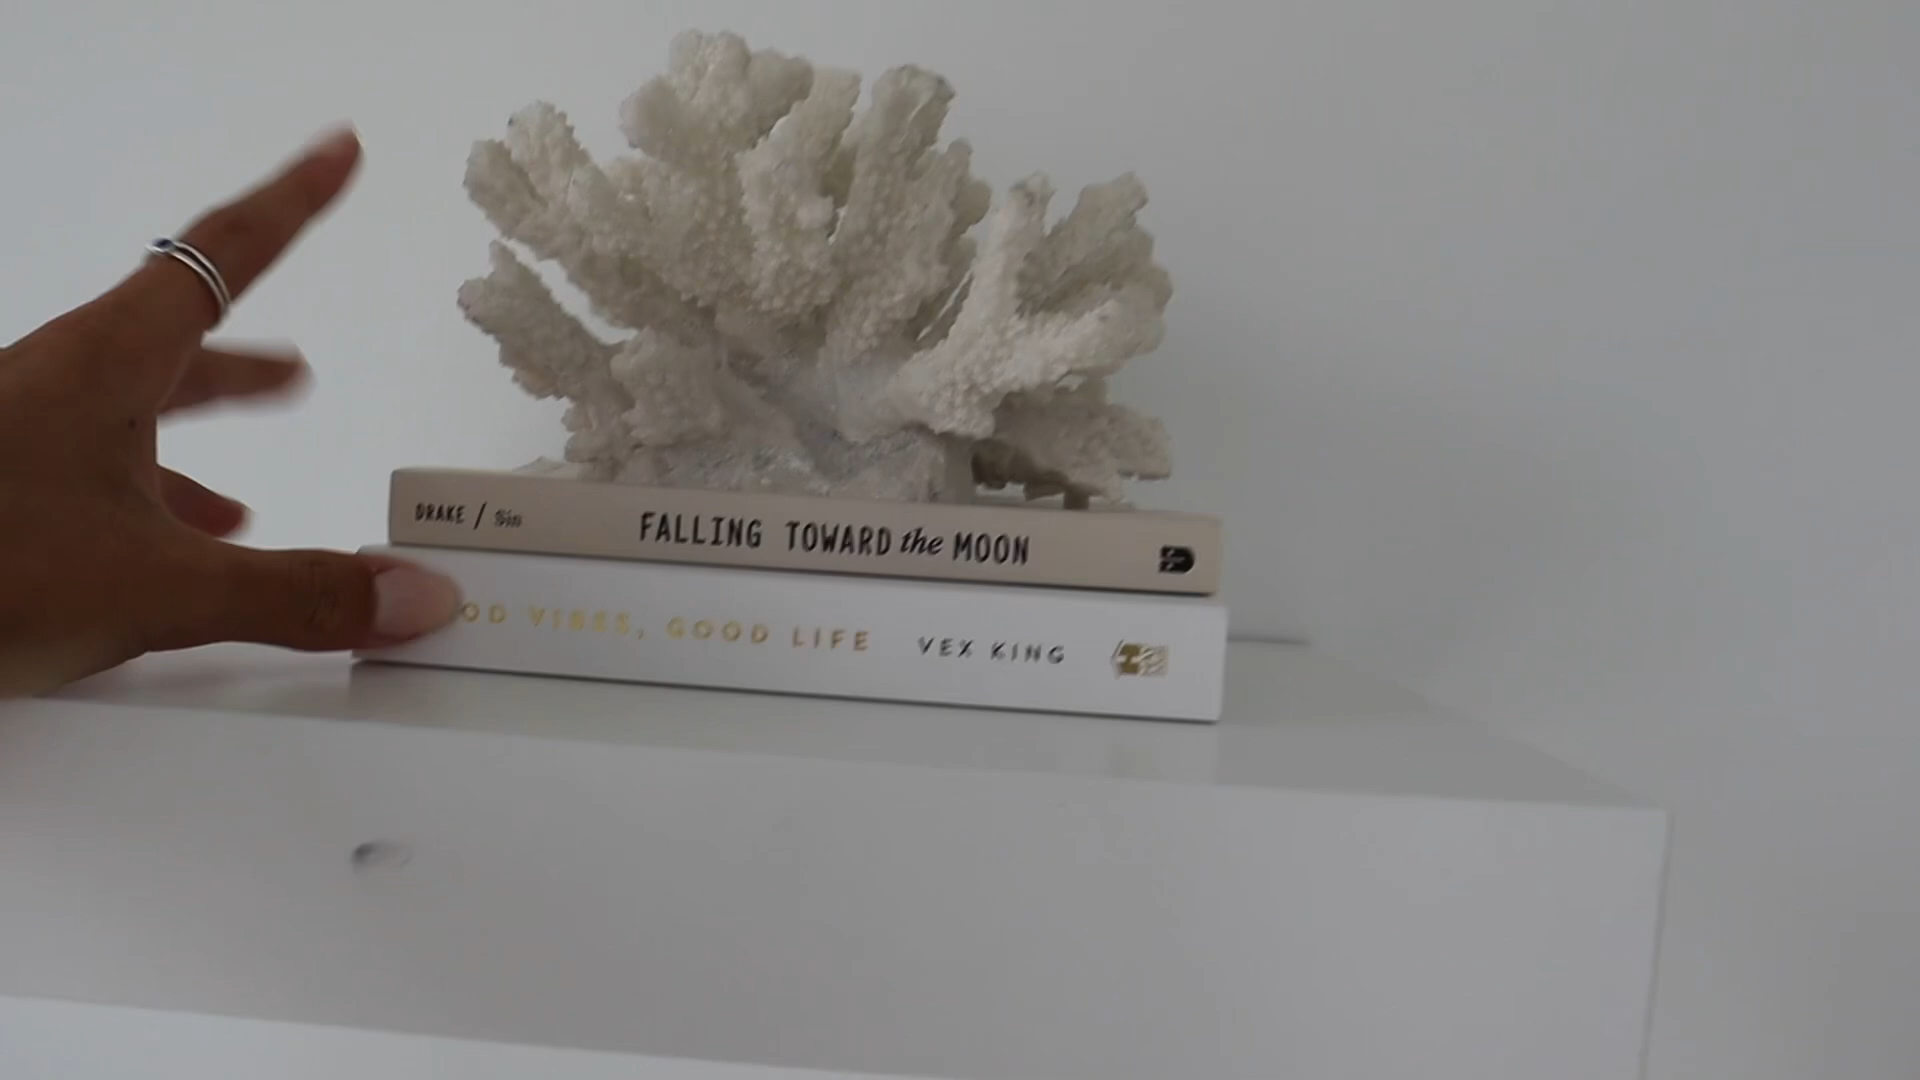 DRAKE / Sin FALLING TOWARD the MOON
OD VIBES, GOOD LIFE VEX KING